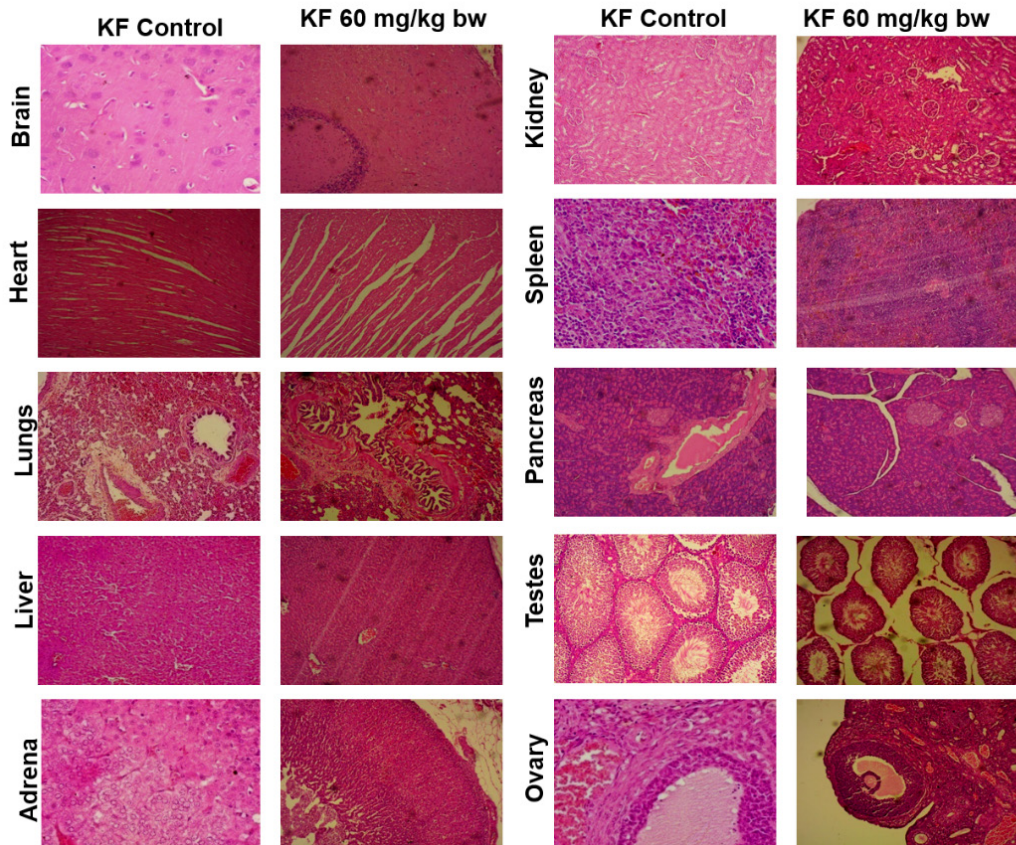 KF Control KF 60 mg/kg bw KF Control KF 60 mg/kg bw
Brain
Heart
Lungs
Liver
Adrena
Kidney
Spleen
Pancreas
Testes
Ovary